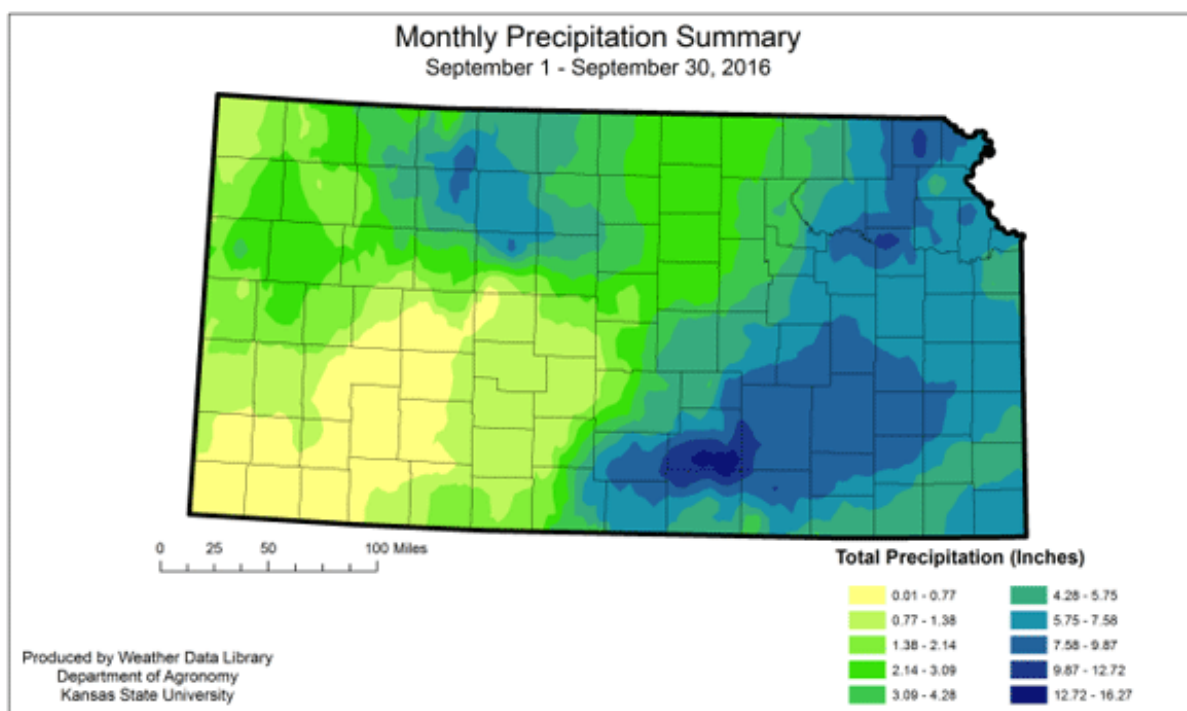 Monthly Precipitation Summary
September 1 - September 30, 2016
0 25 50 100 Miles
Total Precipitation (Inches)
0.01 - 0.77
0.77 - 1.38
1.38 - 2.14
2.14 - 3.09
3.09 - 4.28
4.28 - 5.75
5.75 - 7.58
7.58 - 9.87
9.87 - 12.72
12.72 - 16.27
Produced by Weather Data Library
Department of Agronomy
Kansas State University